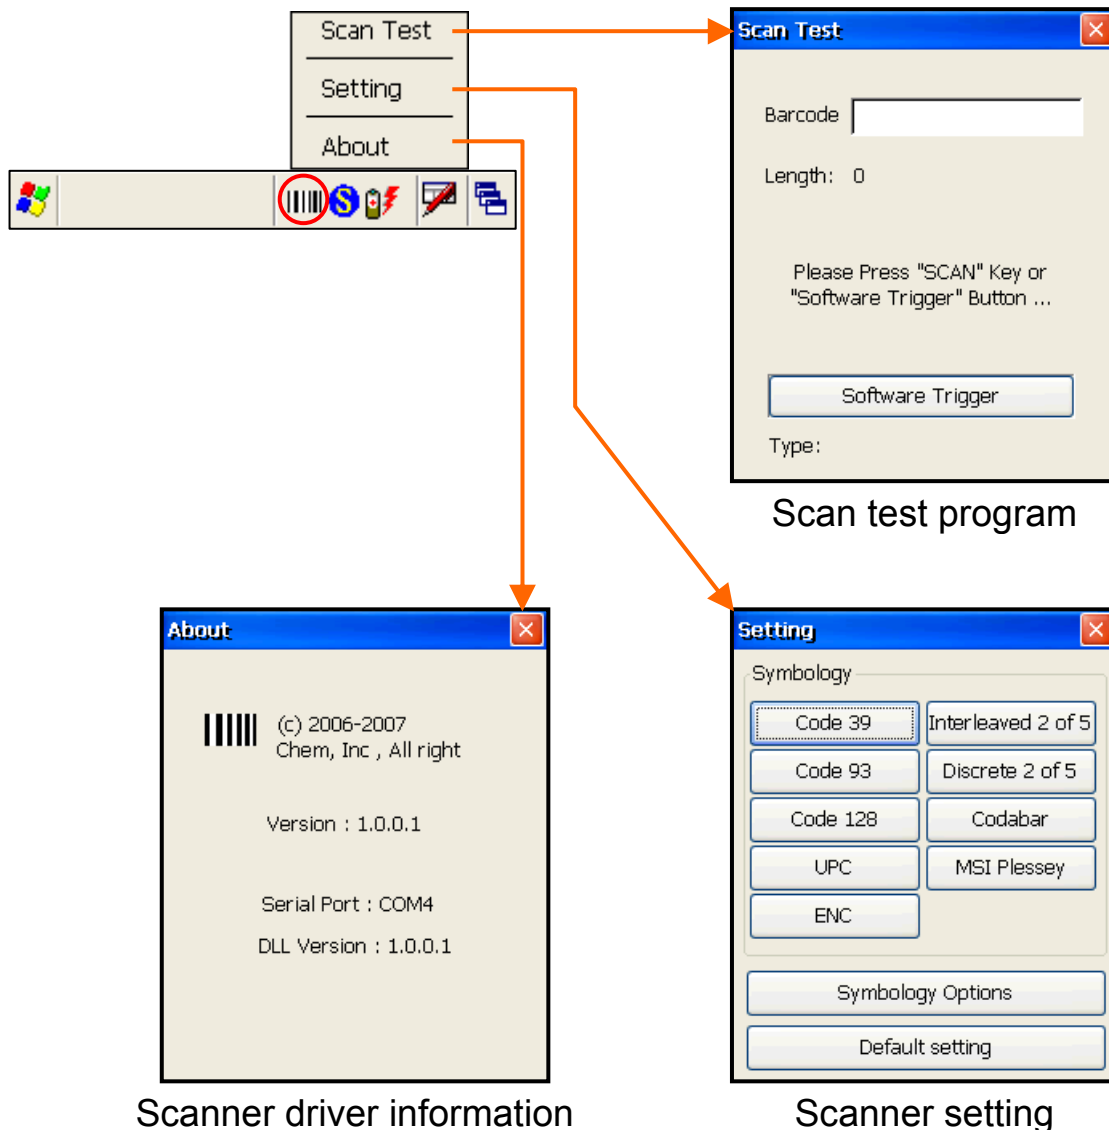 Scan Test
Setting
About
S
Scan Test
Barcode
Length: 0
Please Press "SCAN" Key or
"Software Trigger" Button ...
Software Trigger
Type:
Scan test program
About
(c) 2006-2007
Chem, Inc , All right
Version : 1.0.0.1
Serial Port : COM4
DLL Version : 1.0.0.1
Scanner driver information
Setting
Symbology
Code 39 Interleaved 2 of 5
Code 93 Discrete 2 of 5
Code 128 Codabar
UPC MSI Plessey
ENC
Symbology Options
Default setting
Scanner setting